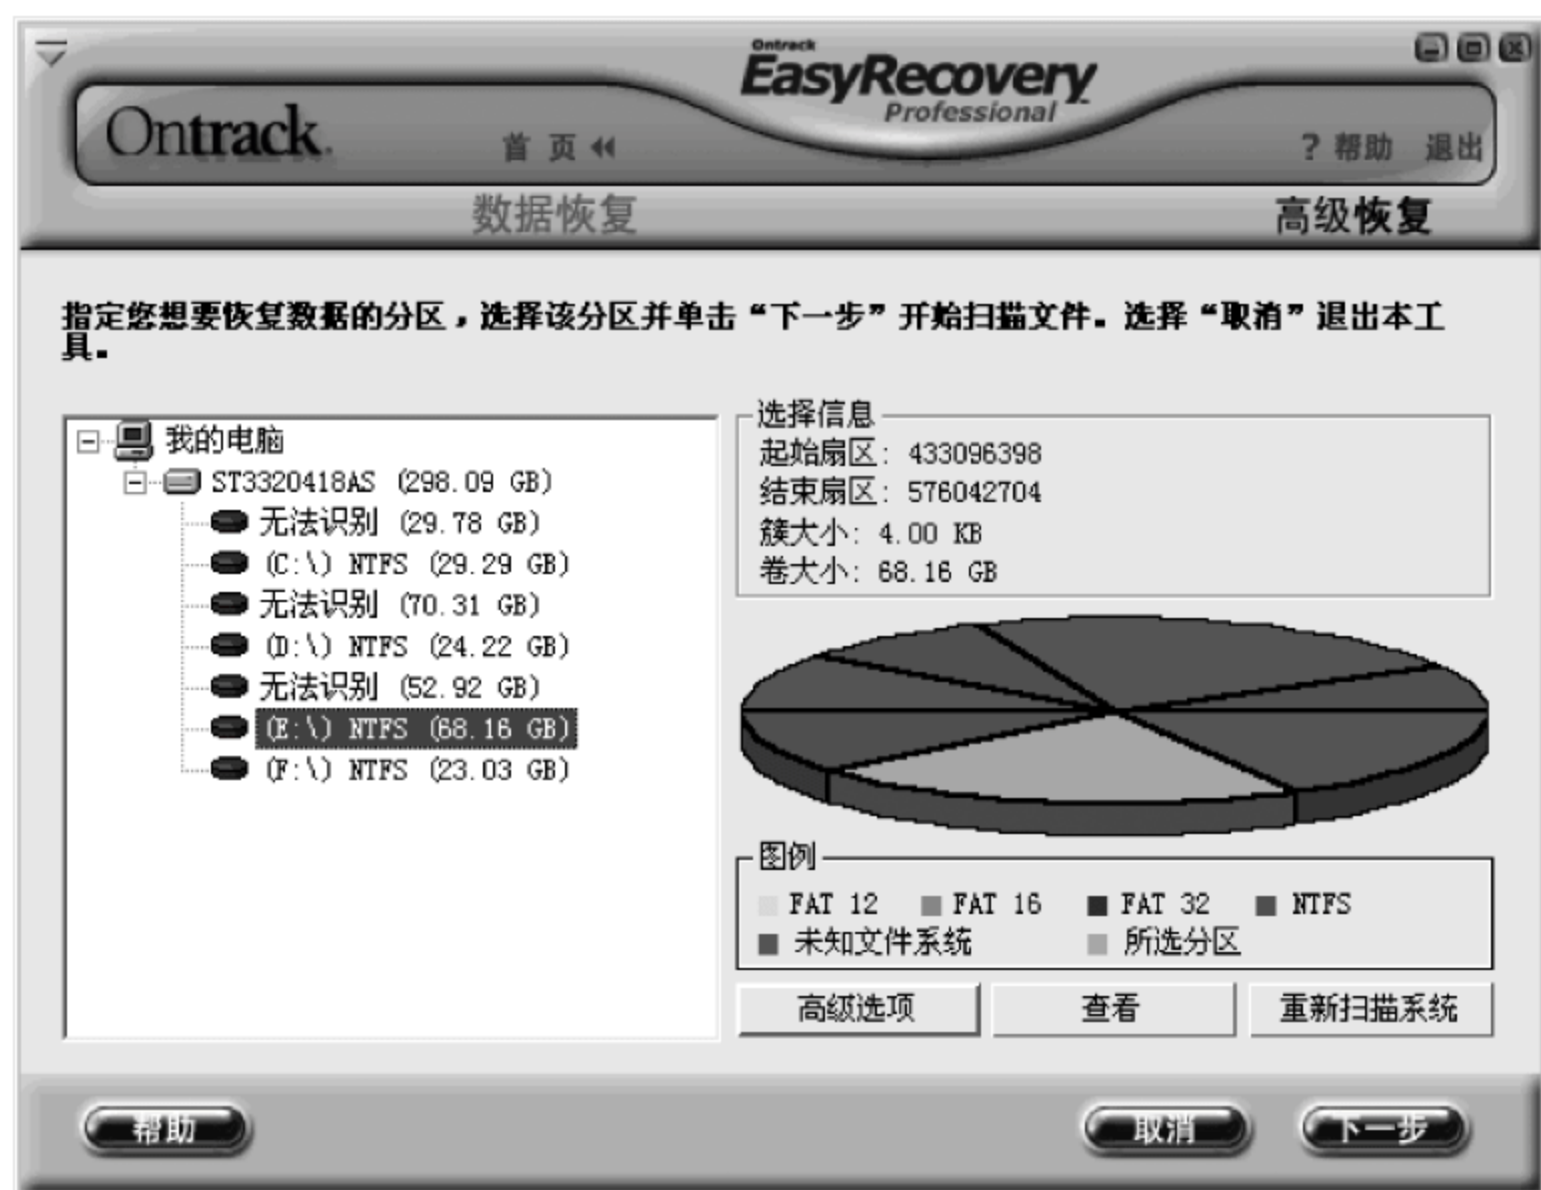 Ontrack
EasyRecovery
Professional
Ontrack.
首 页
? 帮助 退出
数据恢复
高级恢复
指定您想要恢复数据的分区，选择该分区并单击“下一步”开始扫描文件。选择“取消”退出本工
具。
我的电脑
ST3320418AS (298.09 GB)
无法识别 (29.78 GB)
(C:\) NTFS (29.29 GB)
无法识别 (70.31 GB)
(D:\) NTFS (24.22 GB)
无法识别 (52.92 GB)
(E:\) NTFS (68.16 GB)
(F:\) NTFS (23.03 GB)
选择信息
起始扇区: 433096398
结束扇区: 576042704
簇大小: 4.00 KB
卷大小: 68.16 GB
图例
FAT 12 FAT 16 FAT 32 NTFS
未知文件系统 所选分区
高级选项 查看 重新扫描系统
帮助 取消 下一步